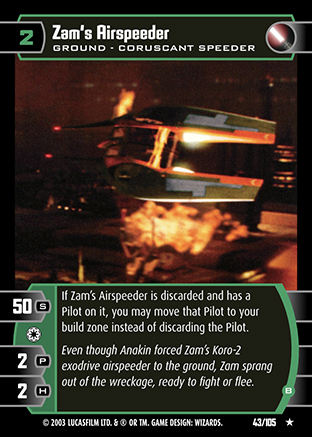 2
Zam's Airspeeder
GROUND - CORUSCANT SPEEDER
50 S
2 P
2 H
If Zam's Airspeeder is discarded and has a
Pilot on it, you may move that Pilot to your
build zone instead of discarding the Pilot.
Even though Anakin forced Zam's Koro-2
exodrive airspeeder to the ground, Zam sprang
out of the wreckage, ready to fight or flee.
B
© 2003 LUCASFILM LTD. & ® OR TM. GAME DESIGN: WIZARDS.
43/105 ★